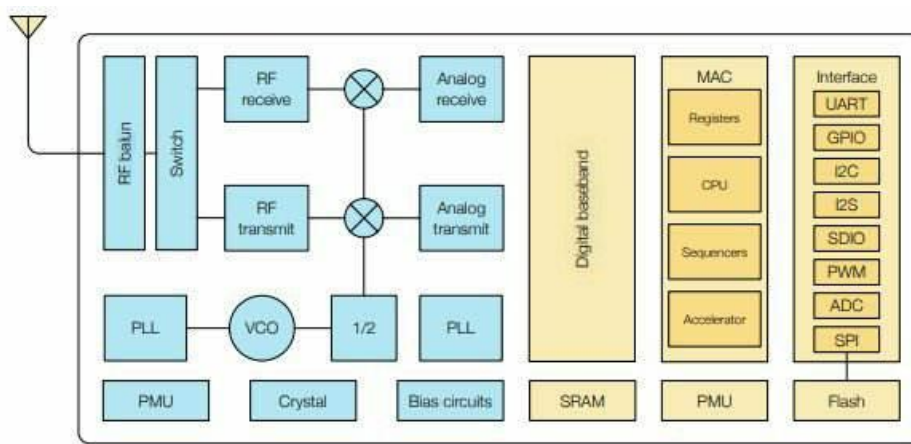 RF balun
Switch
RF
receive
Analog
receive
RF
transmit
Analog
transmit
PLL
VCO
1/2
PLL
PMU
Crystal
Bias circuits
Digital baseband
SRAM
MAC
Registers
CPU
Sequencers
Accelerator
PMU
Interface
UART
GPIO
I2C
I2S
SDIO
PWM
ADC
SPI
Flash